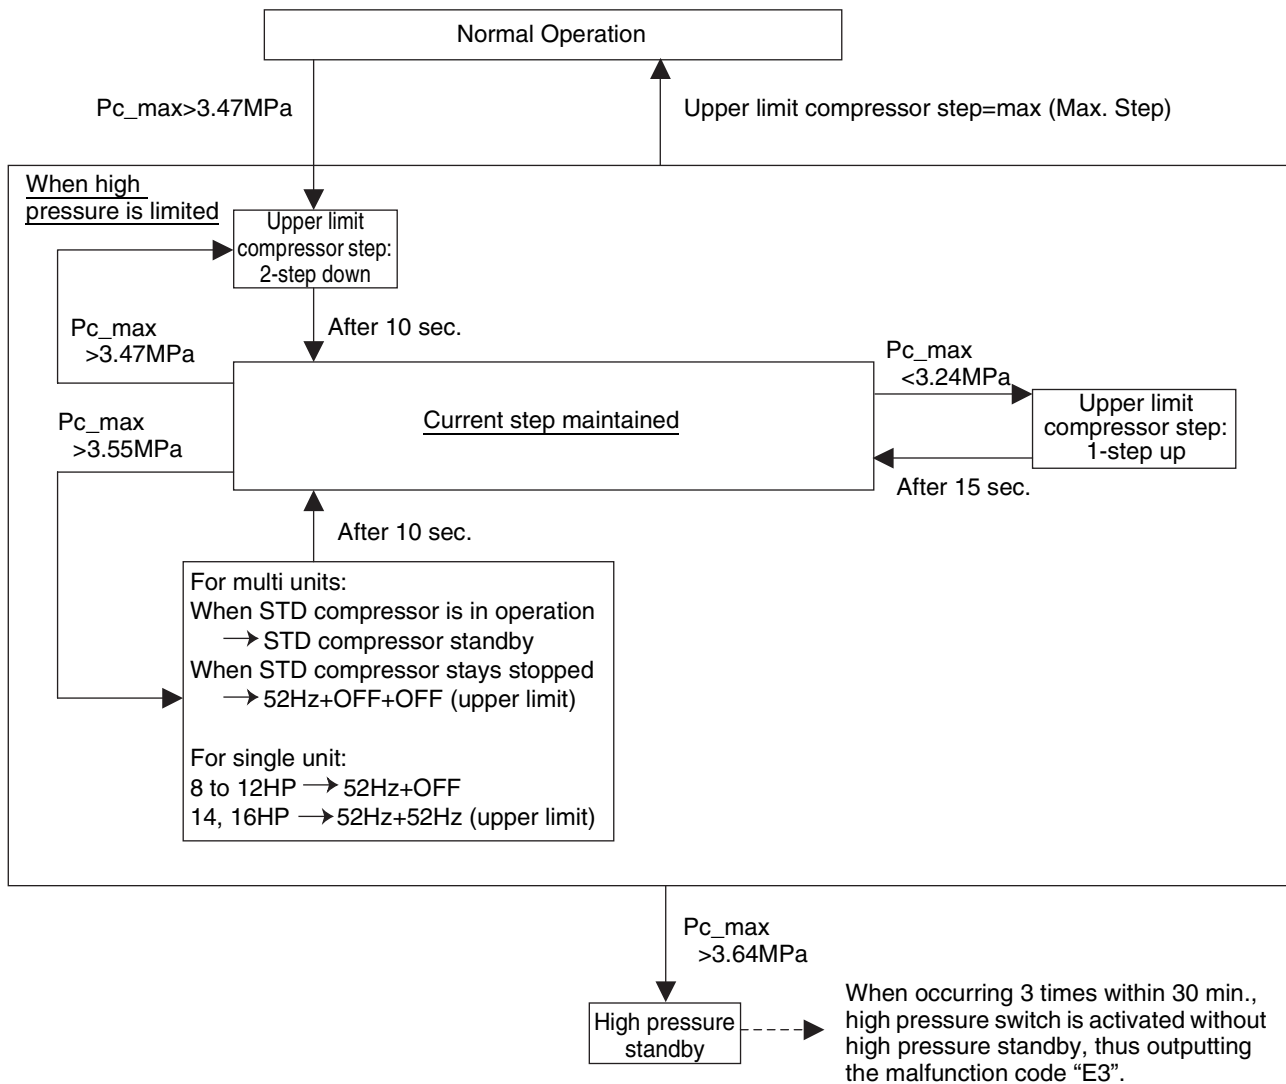 Normal Operation
Pc_max>3.47MPa
Upper limit compressor step=max (Max. Step)
When high
pressure is limited
Upper limit
compressor step:
2-step down
After 10 sec.
Pc_max
>3.47MPa
Pc_max
<3.24MPa
Upper limit
compressor step:
1-step up
Current step maintained
Pc_max
>3.55MPa
After 15 sec.
After 10 sec.
For multi units:
When STD compressor is in operation
→ STD compressor standby
When STD compressor stays stopped
→ 52Hz+OFF+OFF (upper limit)
For single unit:
8 to 12HP → 52Hz+OFF
14, 16HP → 52Hz+52Hz (upper limit)
Pc_max
>3.64MPa
High pressure
standby
When occurring 3 times within 30 min.,
high pressure switch is activated without
high pressure standby, thus outputting
the malfunction code “E3”.